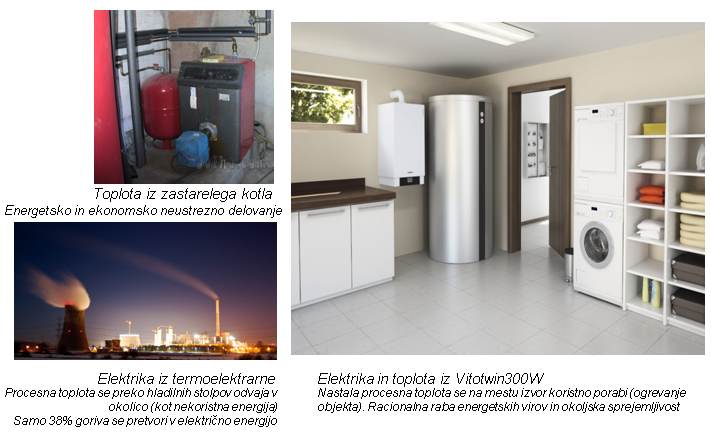 Toplota iz zastarelega kotla
Energetsko in ekonomsko neustrezno delovanje
Elektrika iz termoelektrarne
Procesna toplota se preko hladilnih stolpov odvaja v
okolico (kot nekoristna energija)
Samo 38% goriva se pretvori v električno energijo
Elektrika in toplota iz Vitotwin300W
Nastala procesna toplota se na mestu izvor koristno porabi (ogrevanje
objekta). Racionalna raba energetskih virov in okoljska sprejemljivost